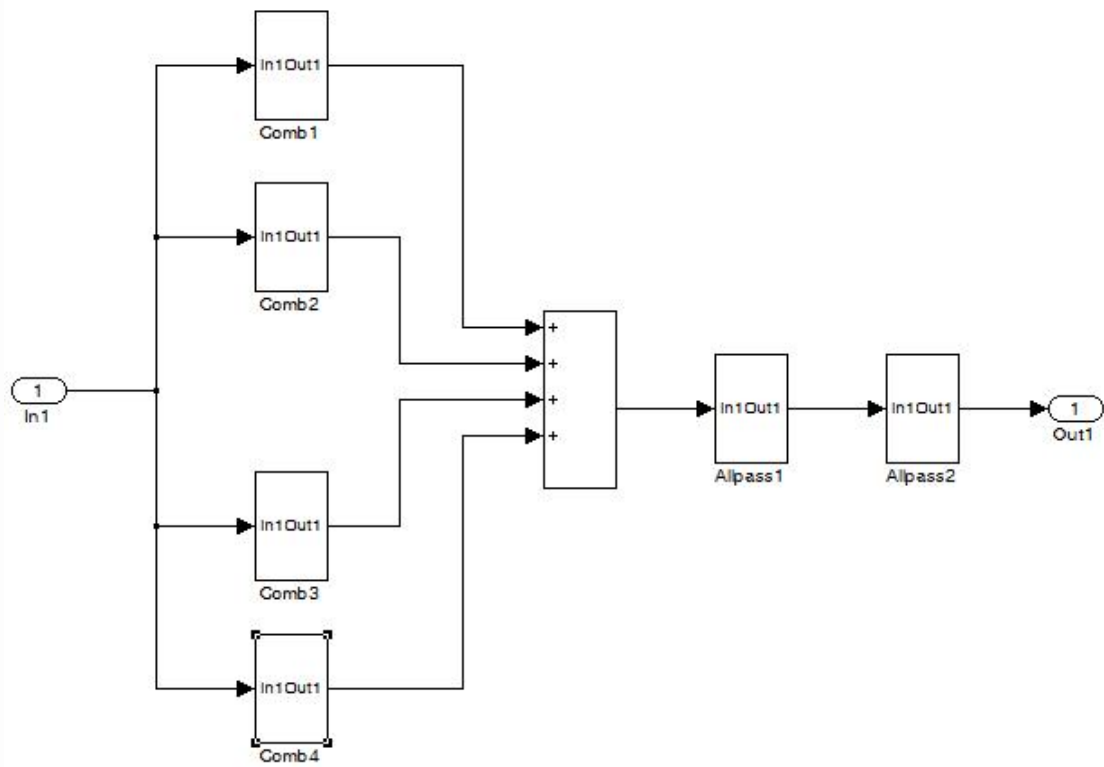 In1Out1
Comb1
In1Out1
Comb2
1
In1
In1Out1
Comb3
In1Out1
Comb4
+
+
+
+
In1Out1
Allpass1
In1Out1
Allpass2
1
Out1